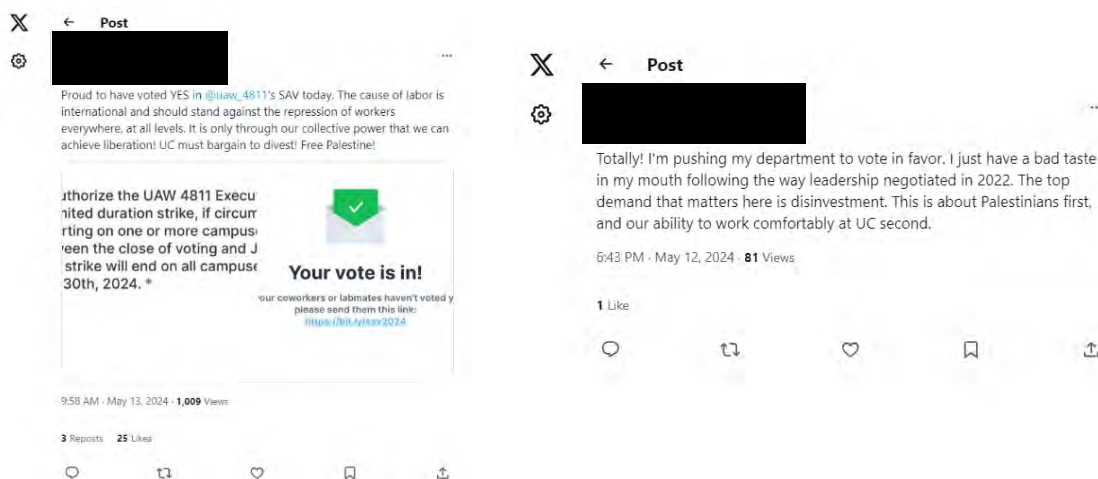 Post
Proud to have voted YES in @uaw_4811's SAV today. The cause of labor is
international and should stand against the repression of workers
everywhere, at all levels. It is only through our collective power that we can
achieve liberation! UC must bargain to divest! Free Palestine!
uthorize the UAW 4811 Execu
nited duration strike, if circum
rting on one or more campus
een the close of voting and J
strike will end on all campuse
30th, 2024. *
Your vote is in!
our coworkers or labmates haven't voted y
please send them this link:
https://bit.ly/sav2024
9:58 AM · May 13, 2024 · 1,009 Views
3 Reposts 25 Likes
Post
Totally! I'm pushing my department to vote in favor. I just have a bad taste
in my mouth following the way leadership negotiated in 2022. The top
demand that matters here is disinvestment. This is about Palestinians first,
and our ability to work comfortably at UC second.
6:43 PM · May 12, 2024 · 81 Views
1 Like